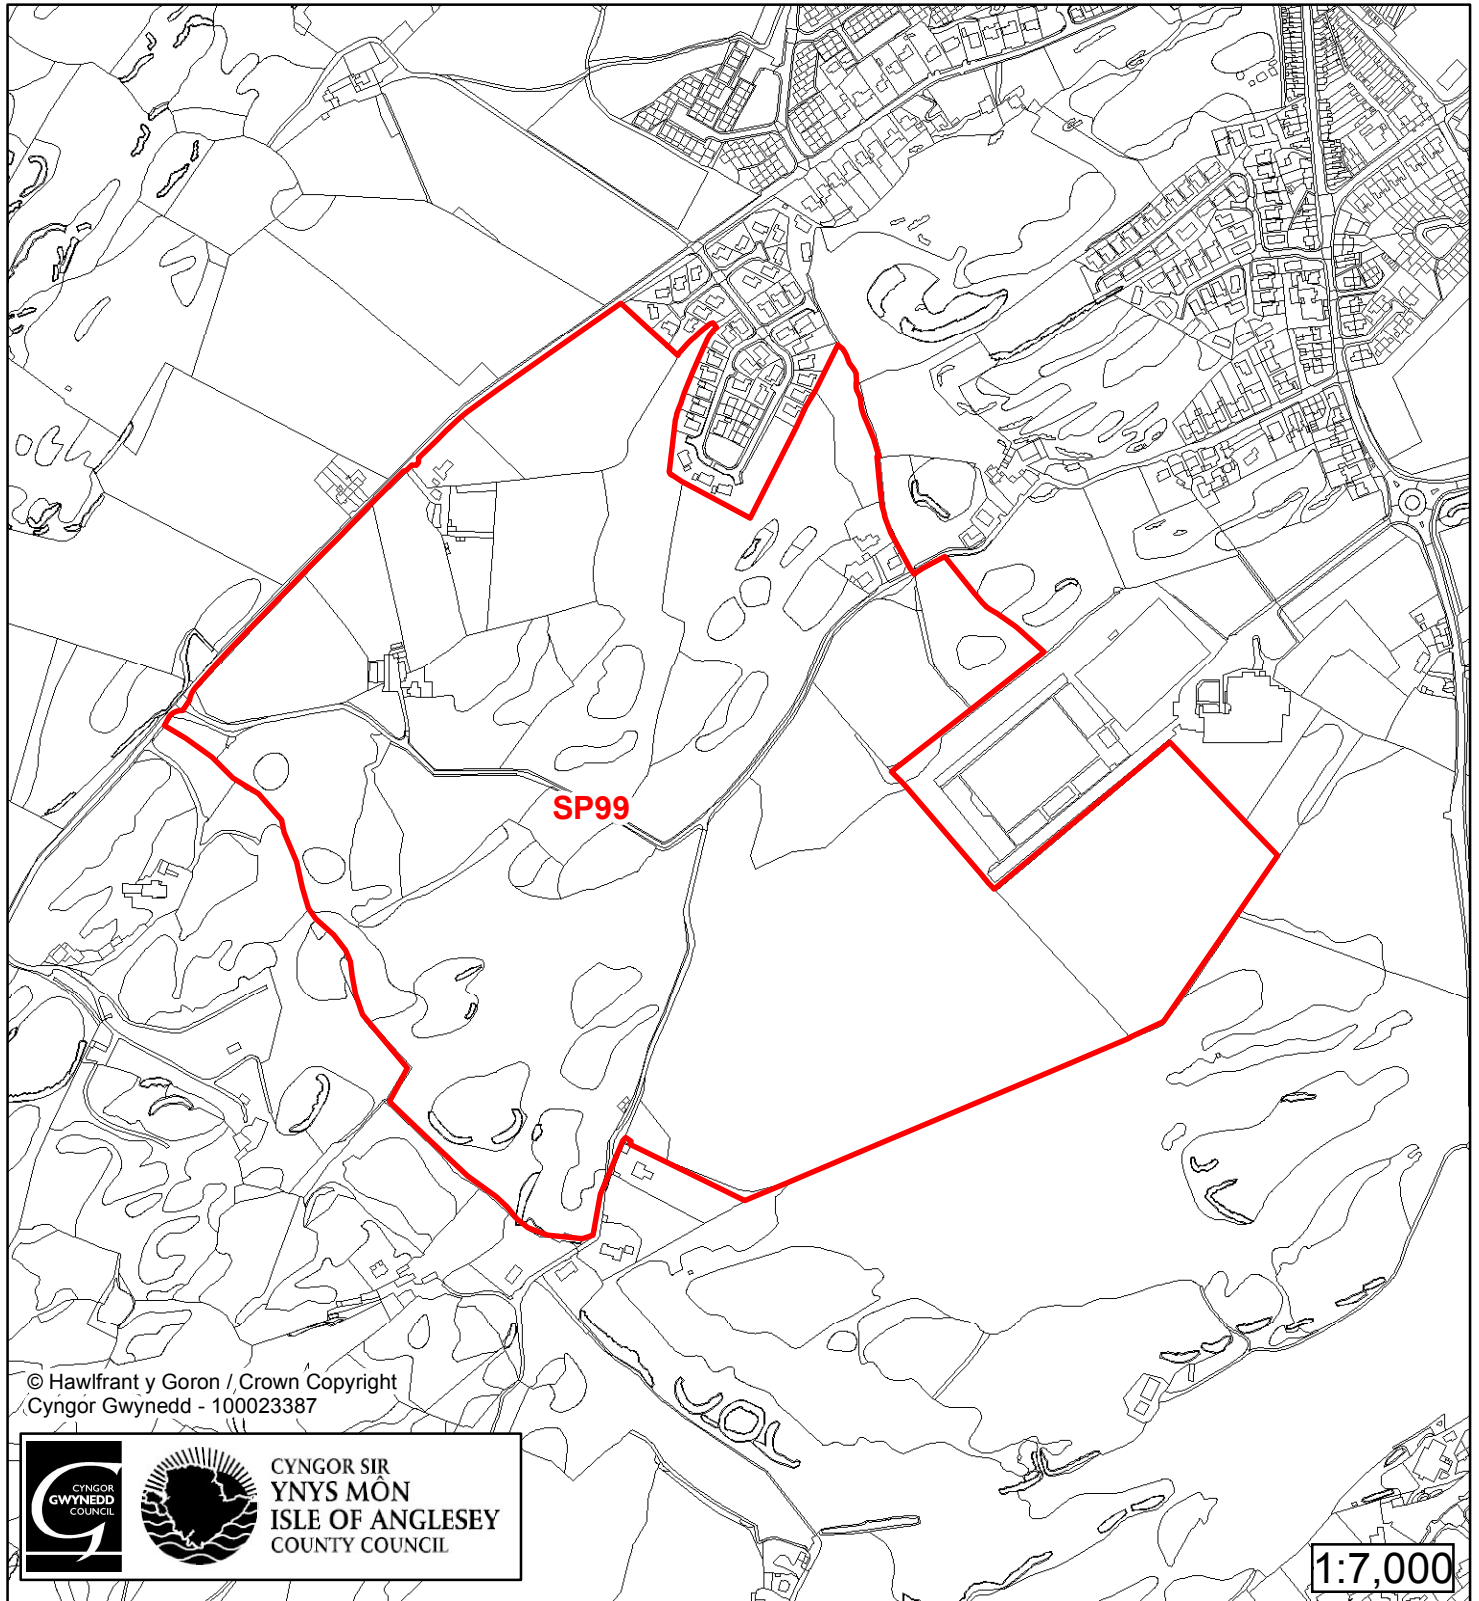 SP99
© Hawlfrant y Goron / Crown Copyright
Cyngor Gwynedd - 100023387
CYNGOR
GWYNEDD
COUNCIL
CYNGOR SIR
YNYS MÔN
ISLE OF ANGLESEY
COUNTY COUNCIL
1:7,000